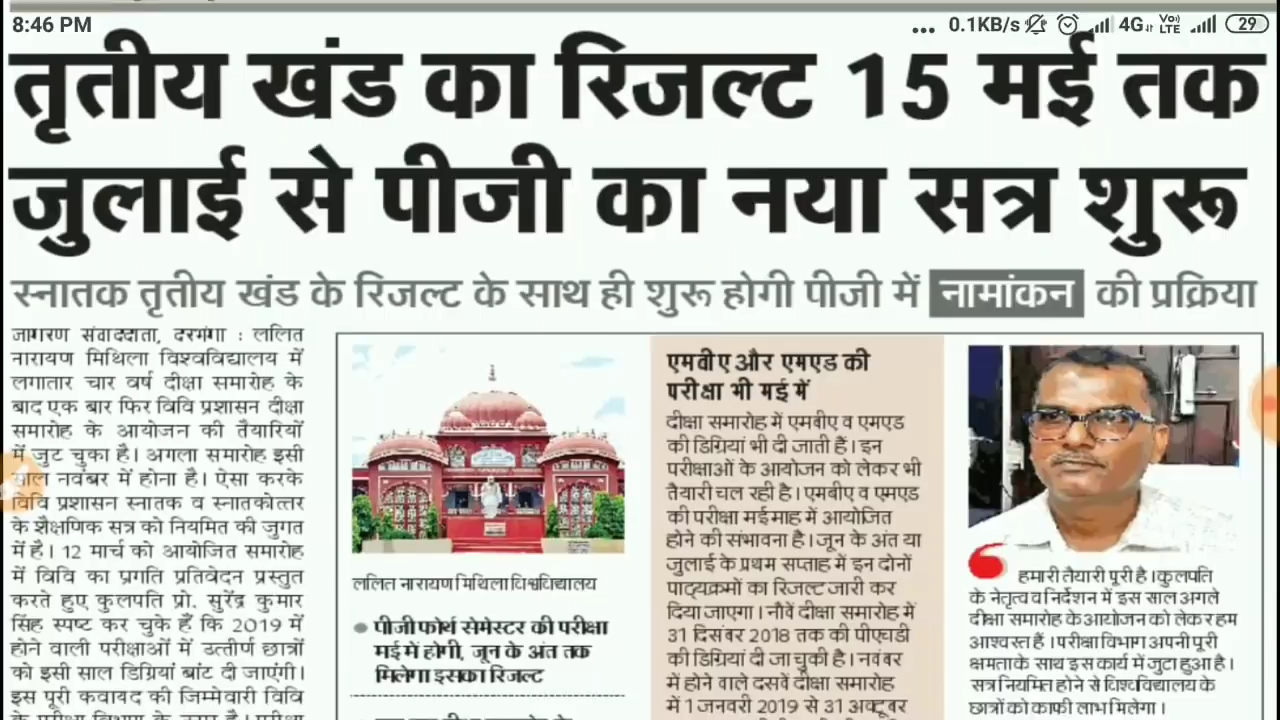 8:46 PM
... 0.1KB/s 4G VoLTE 29
तृतीय खंड का रिजल्ट 15 मई तक
जुलाई से पीजी का नया सत्र शुरू
स्नातक तृतीय खंड के रिजल्ट के साथ ही शुरू होगी पीजी में नामांकन की प्रक्रिया
जागरण संवाददाता, दरभंगा : ललित
नारायण मिथिला विश्वविद्यालय में
लगातार चार वर्ष दीक्षा समारोह के
बाद एक बार फिर विवि प्रशासन दीक्षा
समारोह के आयोजन की तैयारियों
में जुट चुका है। अगला समारोह इसी
साल नवंबर में होना है। ऐसा करके
विवि प्रशासन स्नातक व स्नातकोत्तर
के शैक्षणिक सत्र को नियमित की जुगत
में है। 12 मार्च को आयोजित समारोह
में विवि का प्रगति प्रतिवेदन प्रस्तुत
करते हुए कुलपति प्रो. सुरेंद्र कुमार
सिंह स्पष्ट कर चुके हैं कि 2019 में
होने वाली परीक्षाओं में उत्तीर्ण छात्रों
को इसी साल डिग्रियां बांट दी जाएंगी।
इस पूरी कवायद की जिम्मेवारी विवि
ललित नारायण मिथिला विश्वविद्यालय
पीजी फोर्थ सेमेस्टर की परीक्षा
मई में होगी, जून के अंत तक
मिलेगा इसका रिजल्ट
एमबीए और एमएड की
परीक्षा भी मई में
दीक्षा समारोह में एमबीए व एमएड
की डिग्रियां भी दी जाती हैं। इन
परीक्षाओं के आयोजन को लेकर भी
तैयारी चल रही है। एमबीए व एमएड
की परीक्षा मई माह में आयोजित
होने की संभावना है। जून के अंत या
जुलाई के प्रथम सप्ताह में इन दोनों
पाठ्यक्रमों का रिजल्ट जारी कर
दिया जाएगा। नौवें दीक्षा समारोह में
31 दिसंबर 2018 तक की पीएचडी
की डिग्रियां दी जा चुकी है। नवंबर
में होने वाले दसवें दीक्षा समारोह
में 1 जनवरी 2019 से 31 अक्टूबर
हमारी तैयारी पूरी है। कुलपति
के नेतृत्व व निर्देशन में इस साल अगले
दीक्षा समारोह के आयोजन को लेकर हम
आश्वस्त हैं। परीक्षा विभाग अपनी पूरी
क्षमता के साथ इस कार्य में जुटा हुआ है।
सत्र नियमित होने से विश्वविद्यालय के
छात्रों को काफी लाभ मिलेगा।